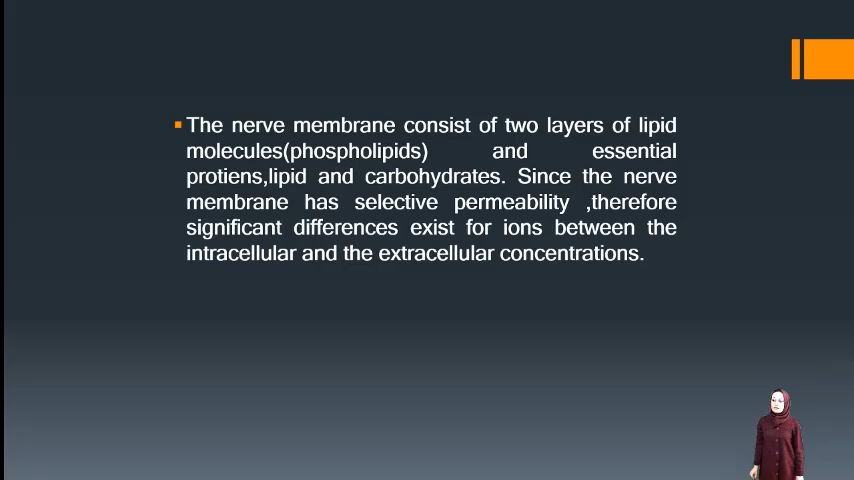 The nerve membrane consist of two layers of lipid
molecules(phospholipids) and essential
protiens,lipid and carbohydrates. Since the nerve
membrane has selective permeability ,therefore
significant differences exist for ions between the
intracellular and the extracellular concentrations.